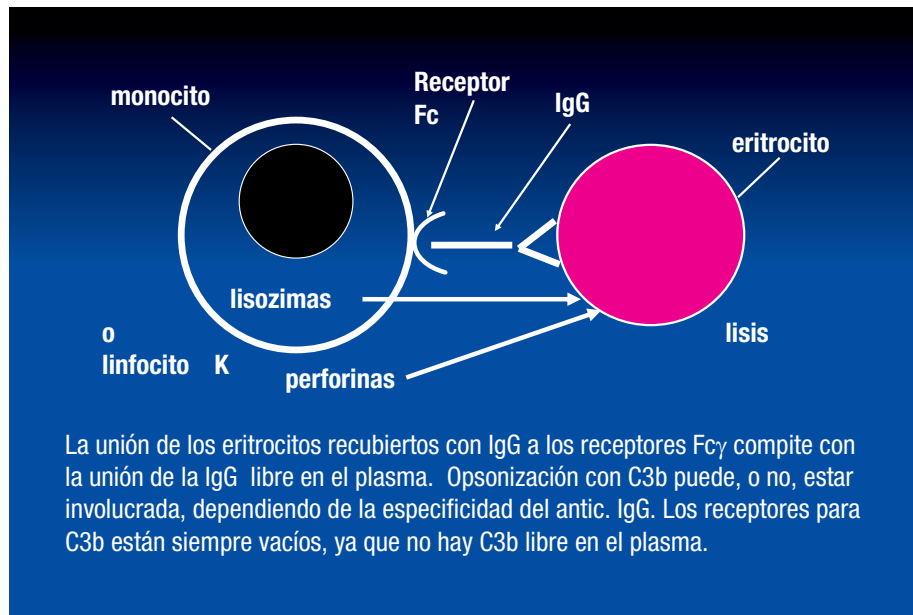 monocito
Receptor
Fc
IgG
eritrocito
lisozimas
o
linfocito K
perforinas
lisis
La unión de los eritrocitos recubiertos con IgG a los receptores Fcγ compite con
la unión de la IgG libre en el plasma. Opsonización con C3b puede, o no, estar
involucrada, dependiendo de la especificidad del antic. IgG. Los receptores para
C3b están siempre vacíos, ya que no hay C3b libre en el plasma.